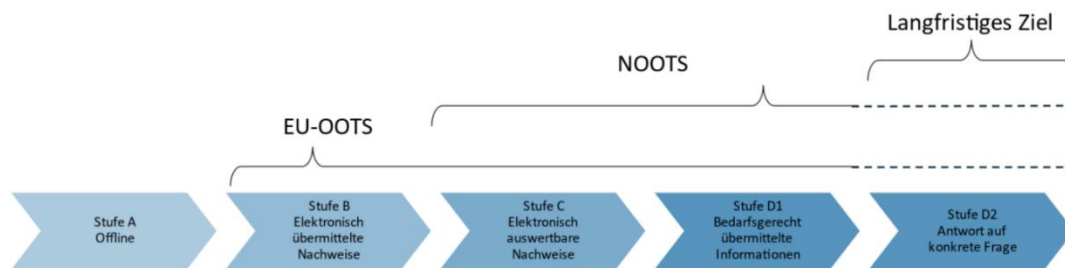 Langfristiges Ziel
NOOTS
EU-OOTS
Stufe A
Offline
Stufe B
Elektronisch
übermittelte
Nachweise
Stufe C
Elektronisch
auswertbare
Nachweise
Stufe D1
Bedarfsgerecht
übermittelte
Informationen
Stufe D2
Antwort auf
konkrete Frage